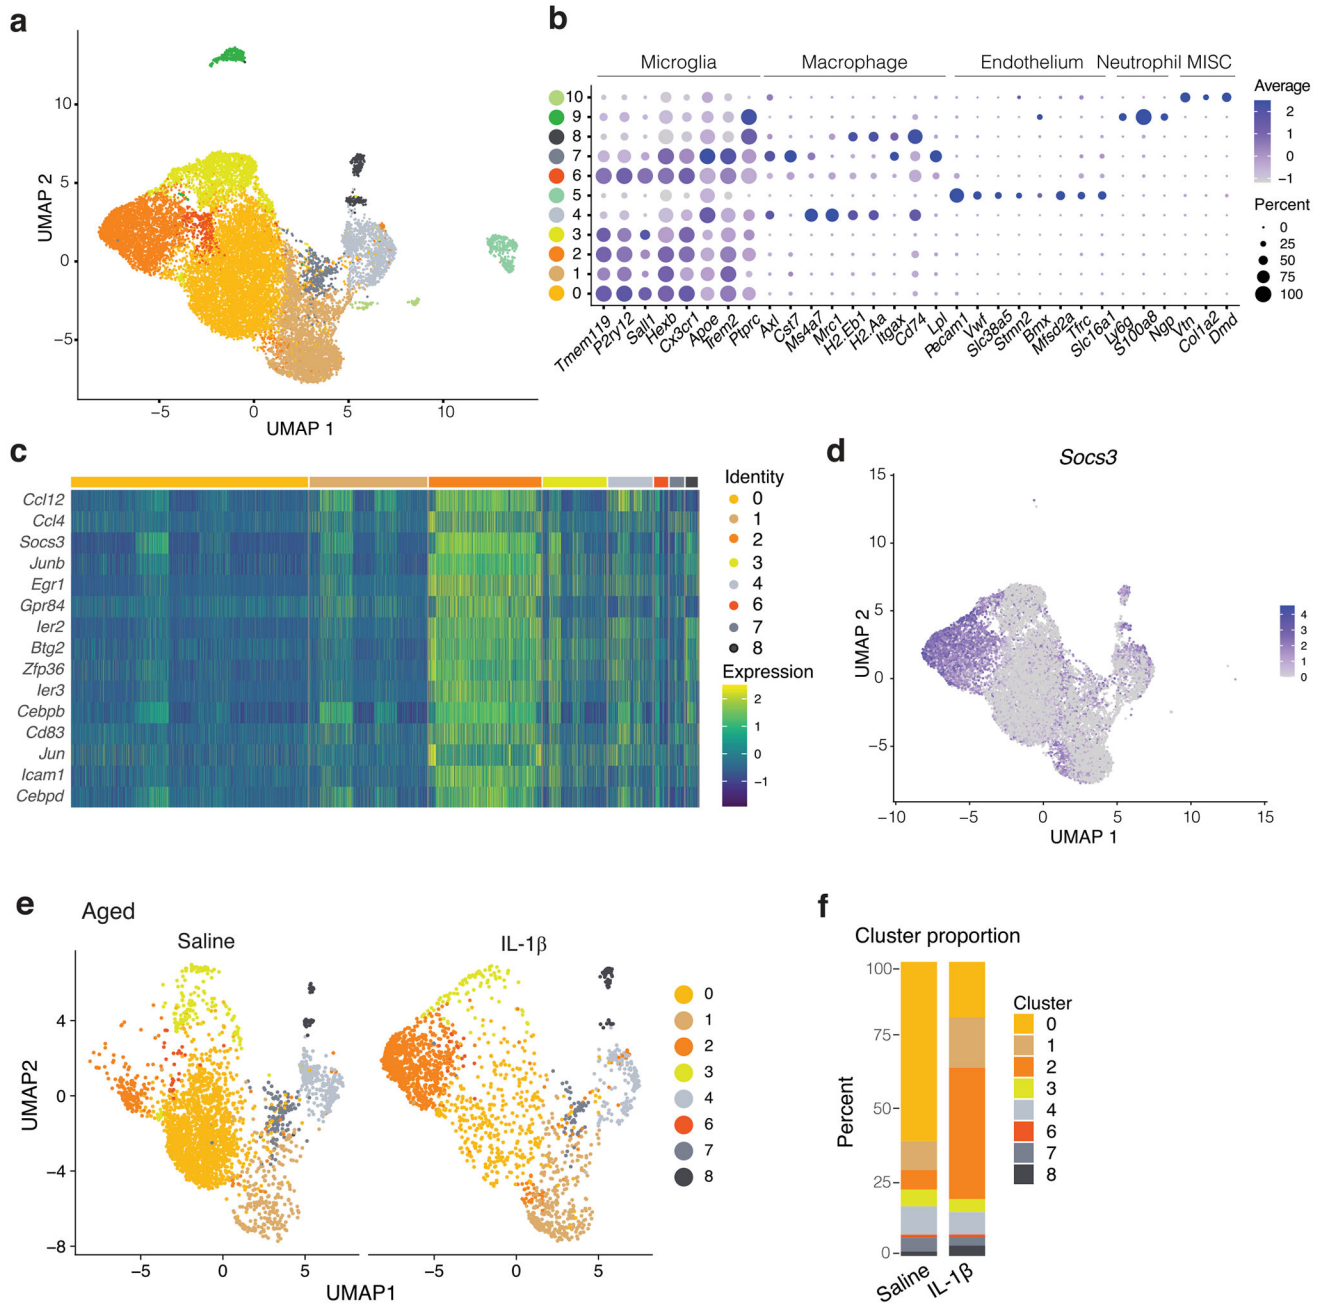 a
UMAP 2
10
5
0
−5
−5
0
5
10
UMAP 1
b
Microglia
Macrophage
Endothelium
Neutrophil
MISC
10
9
8
7
6
5
4
3
2
1
0
Tmem119
P2ry12
Sall1
Hexb
Cx3cr1
Apoe
Trem2
Ptprc
Axl
Cst7
Ms4a7
Mrc1
H2.Eb1
H2.Aa
Itgax
Cd74
Lpl
Pecam1
Vwf
Slc38a5
Stmn2
Bmx
Mfsd2a
Tfrc
Slc16a1
Ly6g
S100a8
Ngp
Vtn
Col1a2
Dmd
Average
2
1
0
−1
Percent
0
25
50
75
100
c
Ccl12
Ccl4
Socs3
Junb
Egr1
Gpr84
Ier2
Btg2
Zfp36
Ier3
Cebpb
Cd83
Jun
Icam1
Cebpd
Identity
0
1
2
3
4
6
7
8
Expression
2
1
0
−1
d
Socs3
UMAP 2
15
10
5
0
−5
−10
−5
0
5
10
15
UMAP 1
4
3
2
1
0
e
Aged
Saline
IL-1β
UMAP2
4
0
−4
−8
−5
0
5
−5
0
5
UMAP1
0
1
2
3
4
6
7
8
f
Cluster proportion
Percent
100
75
50
25
0
Saline
IL-1β
Cluster
0
1
2
3
4
6
7
8